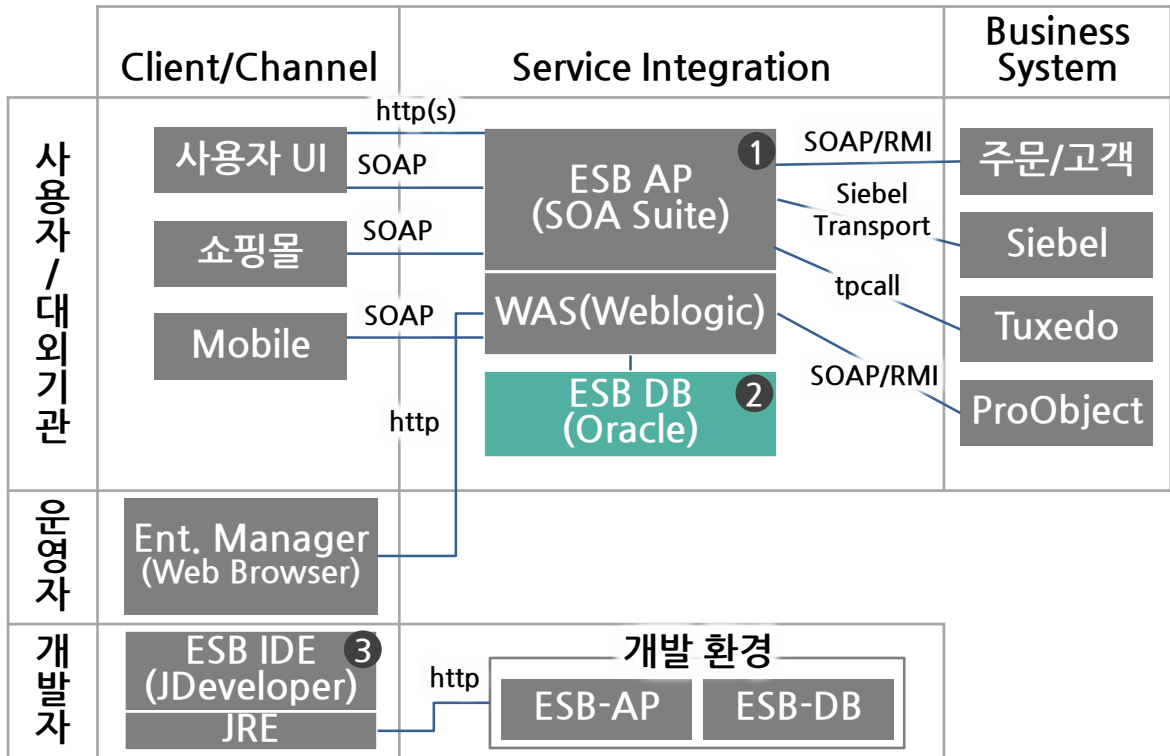 Client/Channel
Service Integration
Business
System
사용자/대외기관
http(s)
사용자 UI
SOAP
쇼핑몰
SOAP
Mobile
SOAP
http
ESB AP
(SOA Suite)
1
WAS(Weblogic)
ESB DB
(Oracle)
2
SOAP/RMI
주문/고객
Siebel
Transport
Siebel
tpcall
Tuxedo
SOAP/RMI
ProObject
운영자
Ent. Manager
(Web Browser)
개발자
ESB IDE
(JDeveloper)
3
JRE
http
개발 환경
ESB-AP
ESB-DB